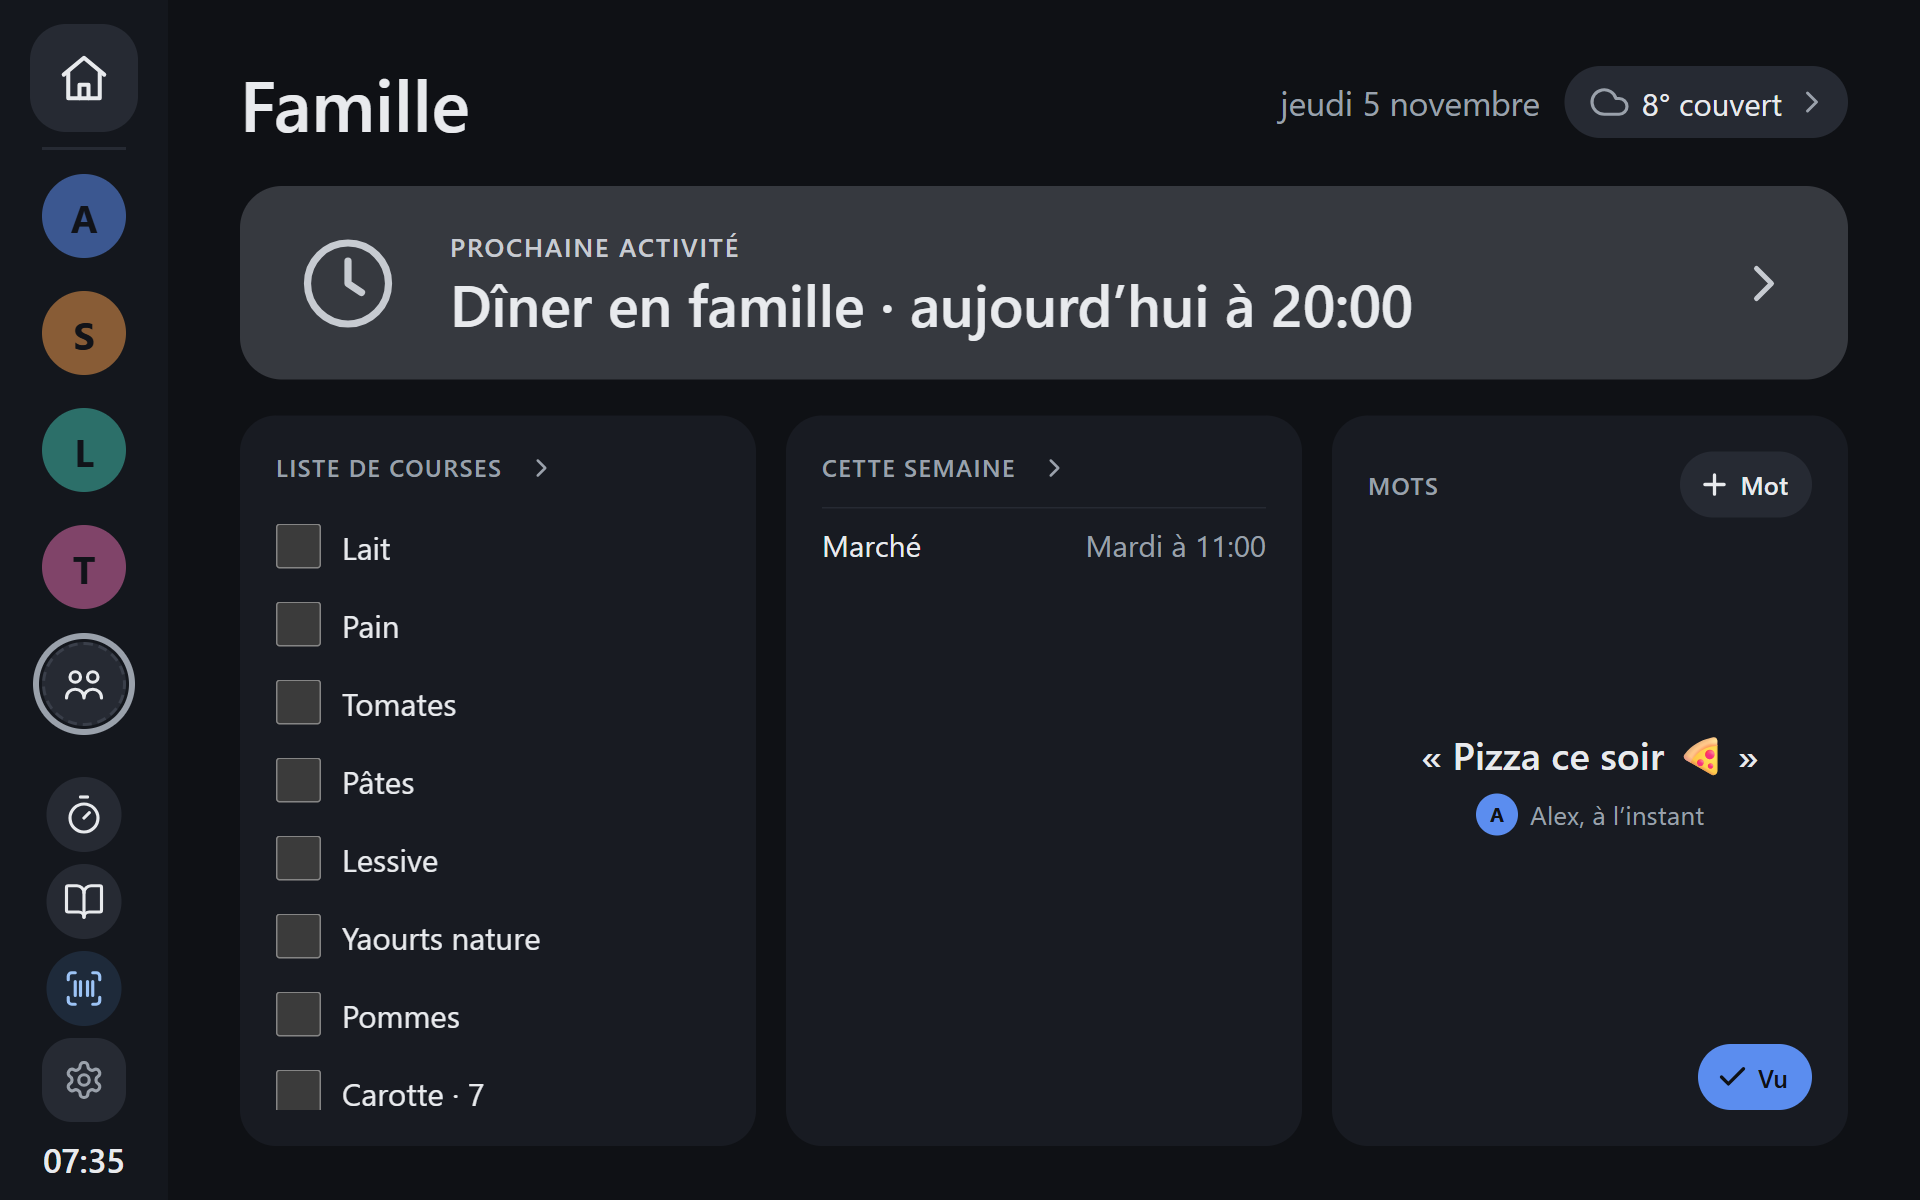 Famille
jeudi 5 novembre
8° couvert
A
S
L
T
07:35
PROCHAINE ACTIVITÉ
Dîner en famille · aujourd’hui à 20:00
LISTE DE COURSES
Lait
Pain
Tomates
Pâtes
Lessive
Yaourts nature
Pommes
Carotte · 7
CETTE SEMAINE
Marché Mardi à 11:00
MOTS
+ Mot
« Pizza ce soir 🍕 »
A Alex, à l’instant
Vu